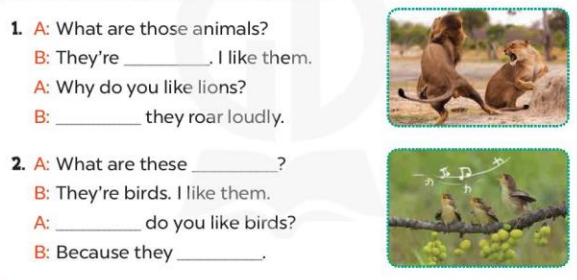 1. A: What are those animals?
B: They're __________. I like them.
A: Why do you like lions?
B: __________ they roar loudly.
2. A: What are these __________?
B: They're birds. I like them.
A: __________ do you like birds?
B: Because they __________.